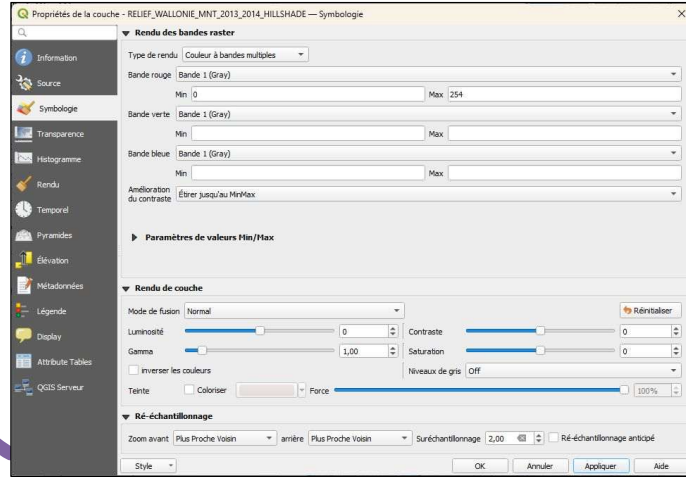 Propriétés de la couche - RELIEF_WALLONIE_MNT_2013_2014_HILLSHADE — Symbologie
Information
Source
Symbologie
Transparence
Histogramme
Rendu
Temporel
Pyramides
Élévation
Métadonnées
Légende
Display
Attribute Tables
QGIS Serveur
Rendu des bandes raster
Type de rendu Couleur à bandes multiples
Bande rouge Bande 1 (Gray)
Min 0 Max 254
Bande verte Bande 1 (Gray)
Min Max
Bande bleue Bande 1 (Gray)
Min Max
Amélioration du contraste Étirer jusqu'au MinMax
Paramètres de valeurs Min/Max
Rendu de couche
Mode de fusion Normal Réinitialiser
Luminosité 0 Contraste 0
Gamma 1,00 Saturation 0
inverser les couleurs Niveaux de gris Off
Teinte Coloriser Force 100%
Ré-échantillonnage
Zoom avant Plus Proche Voisin arrière Plus Proche Voisin Suréchantillonnage 2,00 Ré-échantillonnage anticipé
Style OK Annuler Appliquer Aide